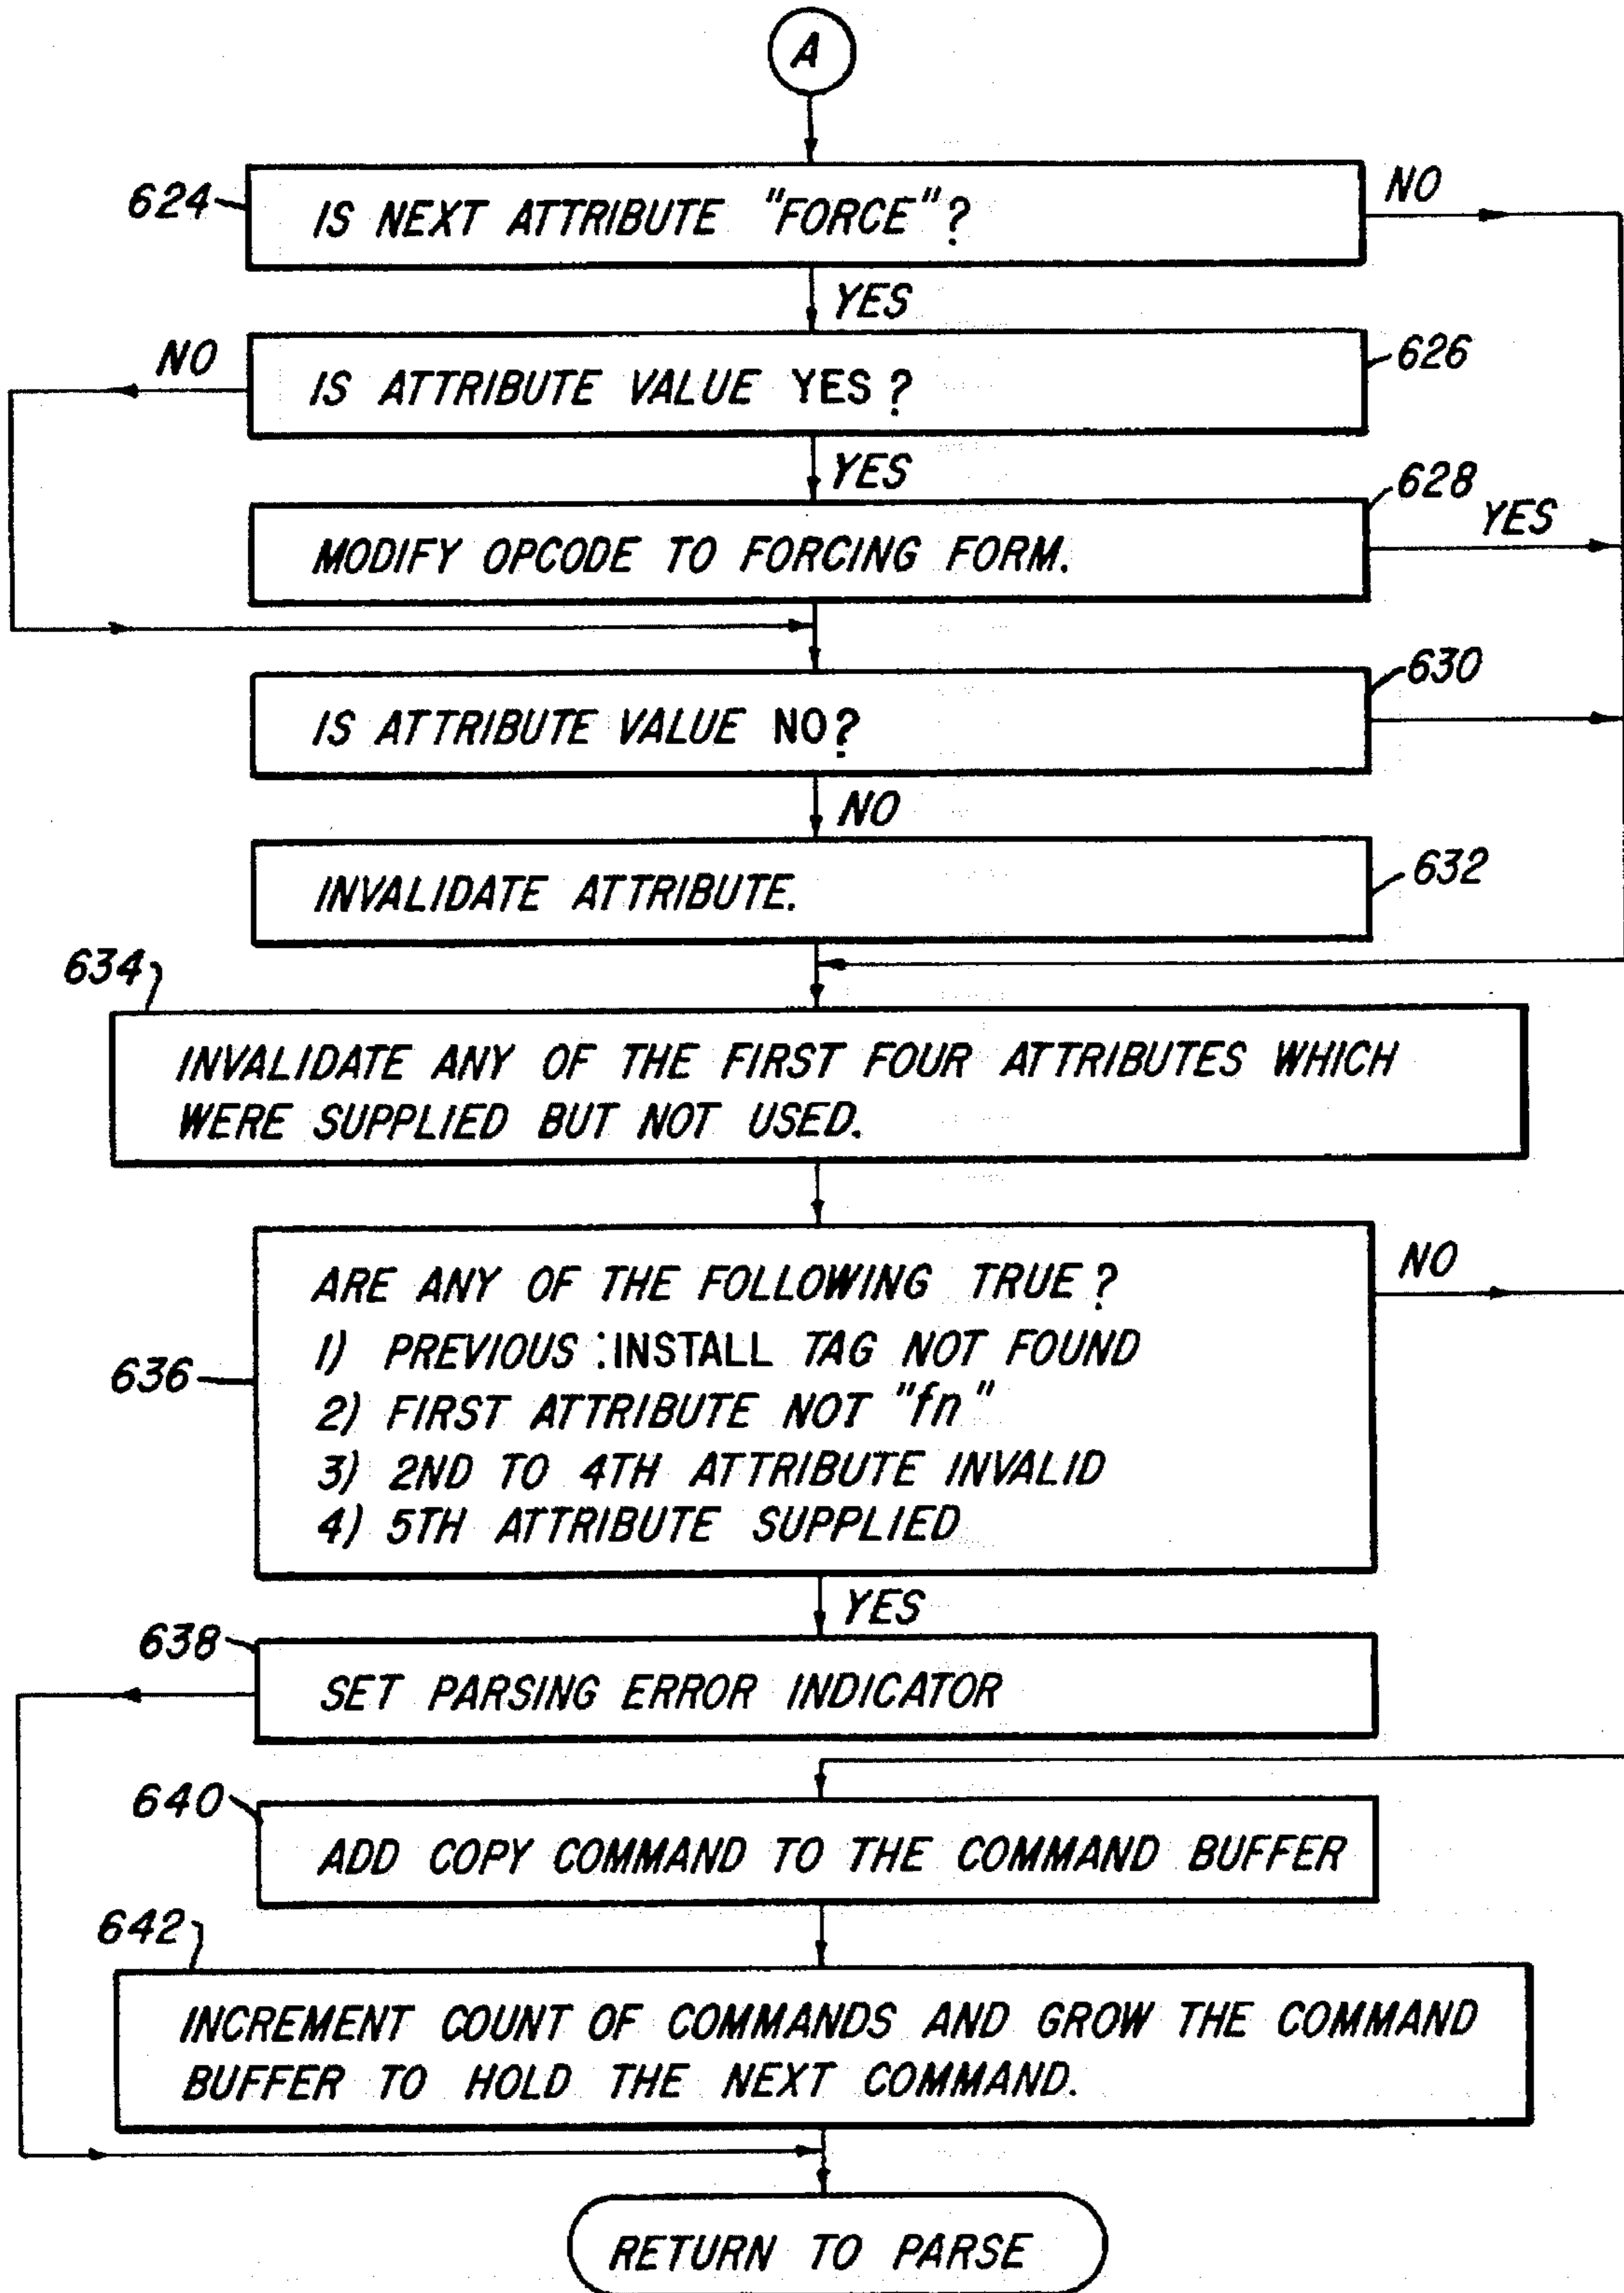 A
624
IS NEXT ATTRIBUTE "FORCE"?
NO
YES
NO
IS ATTRIBUTE VALUE YES?
626
YES
628
MODIFY OPCODE TO FORCING FORM.
YES
630
IS ATTRIBUTE VALUE NO?
NO
INVALIDATE ATTRIBUTE.
632
634
INVALIDATE ANY OF THE FIRST FOUR ATTRIBUTES WHICH
WERE SUPPLIED BUT NOT USED.
636
ARE ANY OF THE FOLLOWING TRUE?
1) PREVIOUS :INSTALL TAG NOT FOUND
2) FIRST ATTRIBUTE NOT "fn"
3) 2ND TO 4TH ATTRIBUTE INVALID
4) 5TH ATTRIBUTE SUPPLIED
NO
YES
638
SET PARSING ERROR INDICATOR
640
ADD COPY COMMAND TO THE COMMAND BUFFER
642
INCREMENT COUNT OF COMMANDS AND GROW THE COMMAND
BUFFER TO HOLD THE NEXT COMMAND.
RETURN TO PARSE